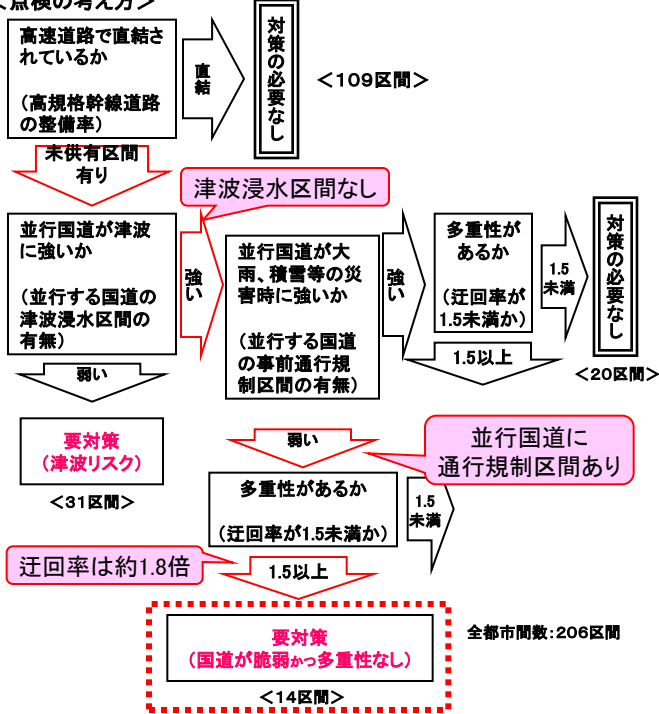 ＜点検の考え方＞
高速道路で直結さ
れているか
（高規格幹線道路
の整備率）
直結
対策の必要なし
＜109区間＞
未供有区間
有り
津波浸水区間なし
並行国道が津波
に強いか
（並行する国道の
津波浸水区間の
有無）
強い
並行国道が大
雨、積雪等の災
害時に強いか
（並行する国道
の事前通行規
制区間の有無）
強い
多重性が
あるか
（迂回率が
1.5未満か）
1.5
未満
対策の必要なし
＜20区間＞
弱い
1.5以上
要対策
（津波リスク）
＜31区間＞
弱い
並行国道に
通行規制区間あり
多重性があるか
（迂回率が1.5未満か）
1.5
未満
迂回率は約1.8倍
1.5以上
要対策
（国道が脆弱かつ多重性なし）
＜14区間＞
全都市間数：206区間